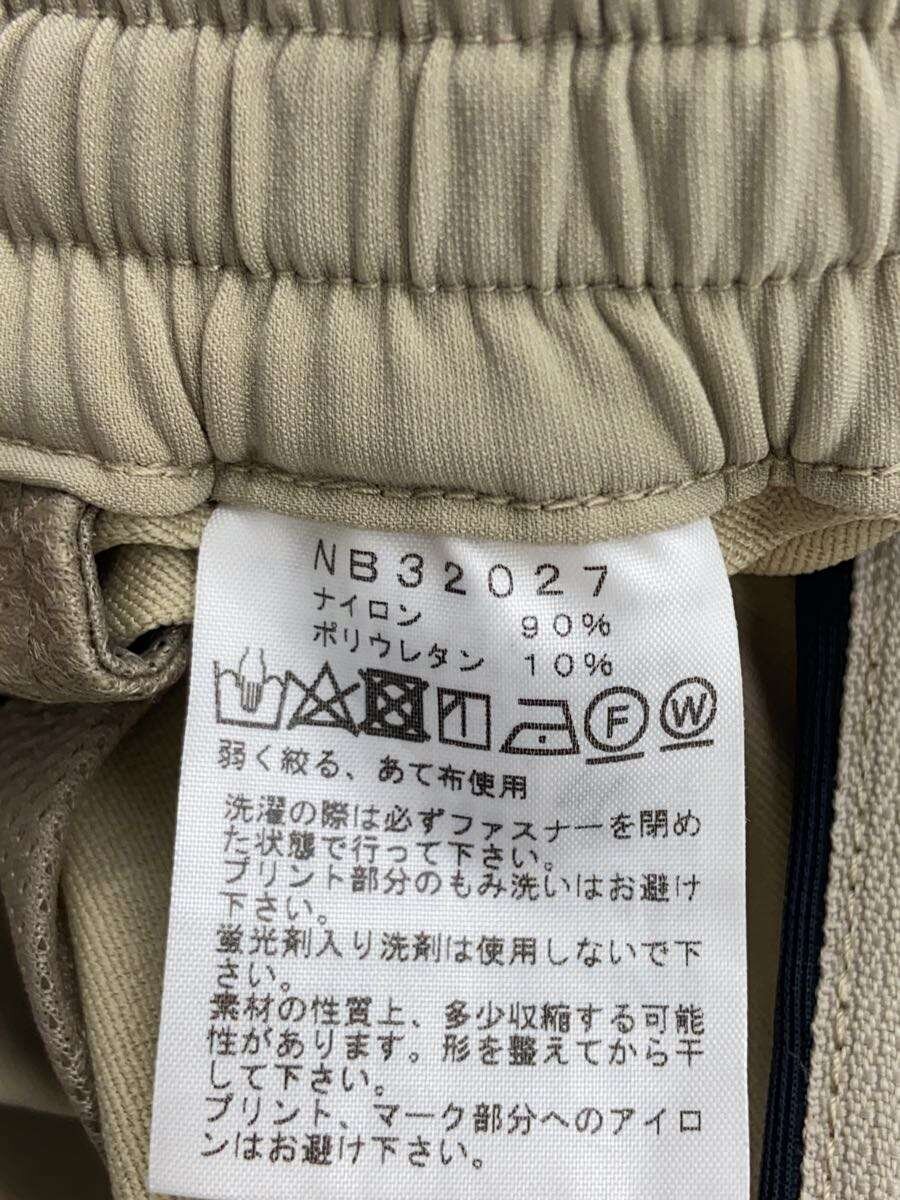 NB32027
ナイロン 90%
ポリウレタン 10%
F W
弱く絞る、あて布使用
洗濯の際は必ずファスナーを閉め
た状態で行って下さい。
プリント部分のもみ洗いはお避け
下さい。
蛍光剤入り洗剤は使用しないで下
さい。
素材の性質上、多少収縮する可能
性があります。形を整えてから干
して下さい。
プリント、マーク部分へのアイロ
ンはお避け下さい。